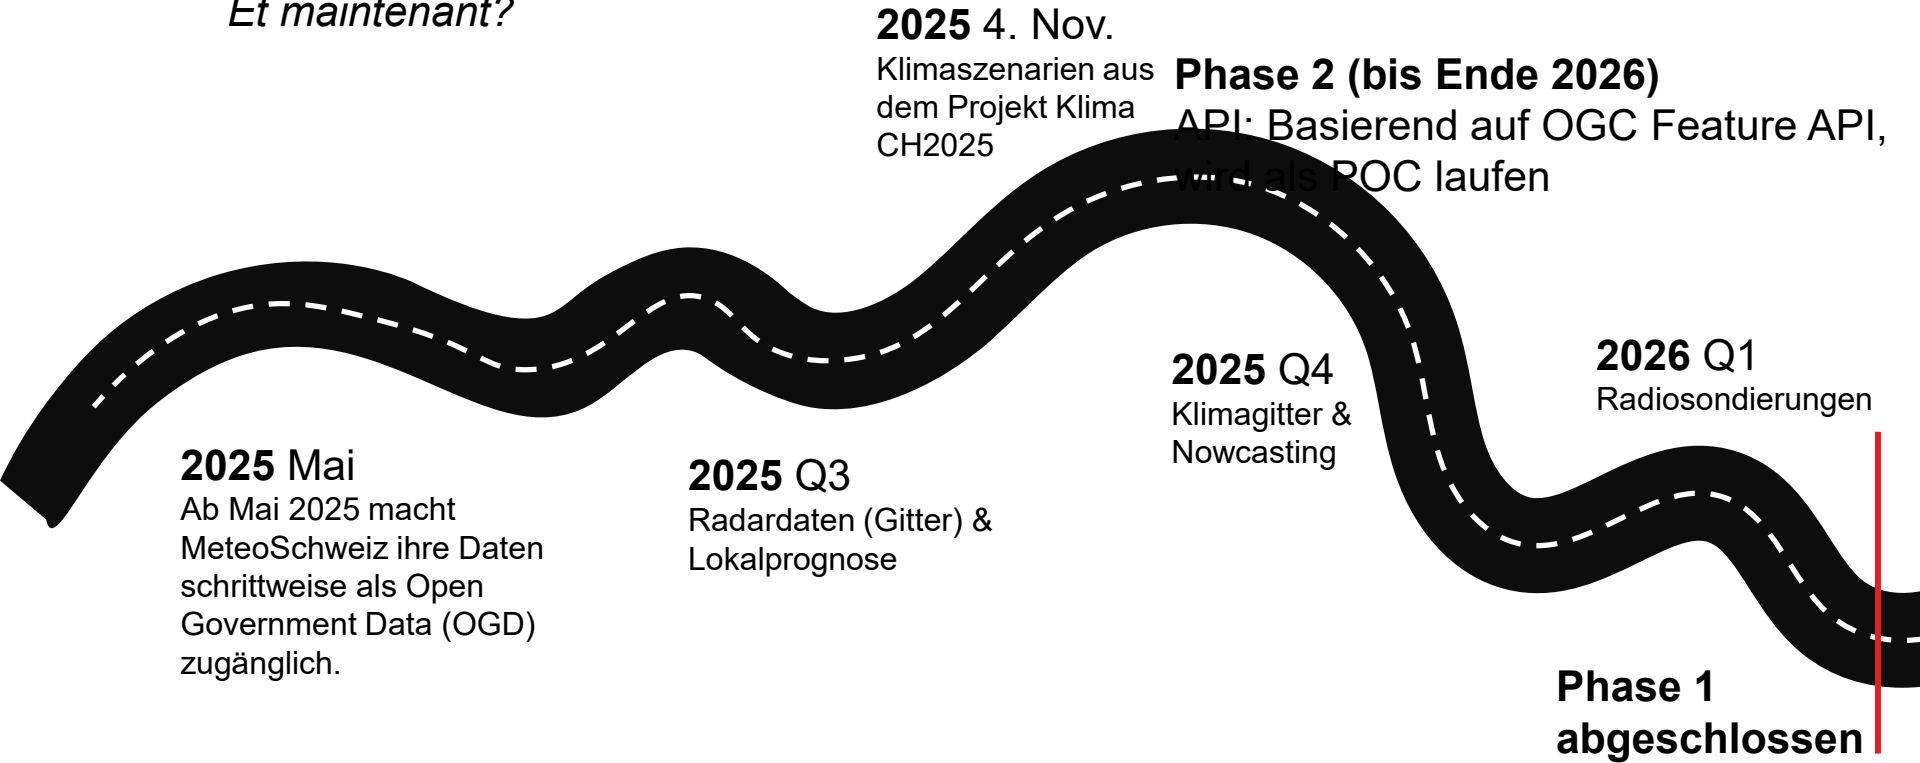 Et maintenant?
2025 4. Nov.
Klimaszenarien aus
dem Projekt Klima
CH2025
Phase 2 (bis Ende 2026)
API: Basierend auf OGC Feature API,
wird als POC laufen
2025 Mai
Ab Mai 2025 macht
MeteoSchweiz ihre Daten
schrittweise als Open
Government Data (OGD)
zugänglich.
2025 Q3
Radardaten (Gitter) &
Lokalprognose
2025 Q4
Klimagitter &
Nowcasting
2026 Q1
Radiosondierungen
Phase 1
abgeschlossen